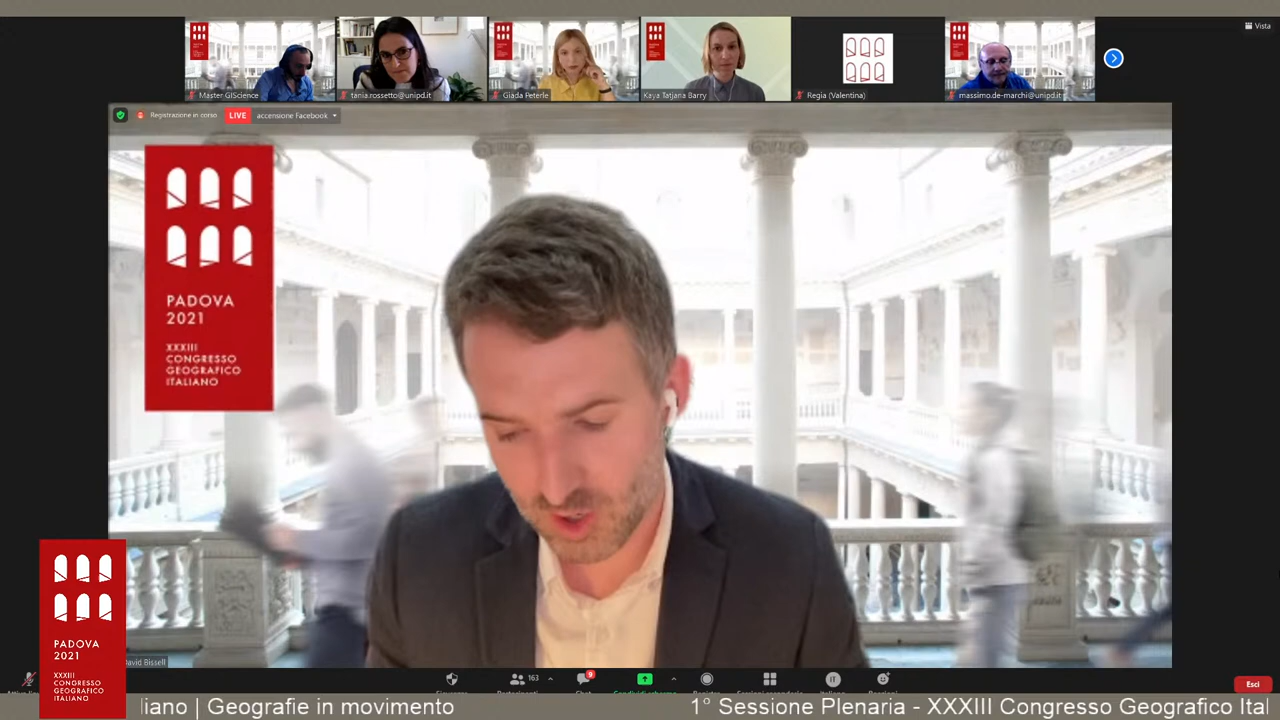 Vista
Master GIScience
tania.rossetto@unipd.it
Giada Peterle
Kaya Tatjana Barry
Regia (Valentina)
massimo.de-marchi@unipd.it
Registrazione in corso
LIVE
accensione Facebook
PADOVA
2021
XXXIII
CONGRESSO
GEOGRAFICO
ITALIANO
David Bissell
163
9
IT
Esci
PADOVA
2021
XXXIII
CONGRESSO
GEOGRAFICO
ITALIANO
liano | Geografie in movimento
1° Sessione Plenaria - XXXIII Congresso Geografico Ital